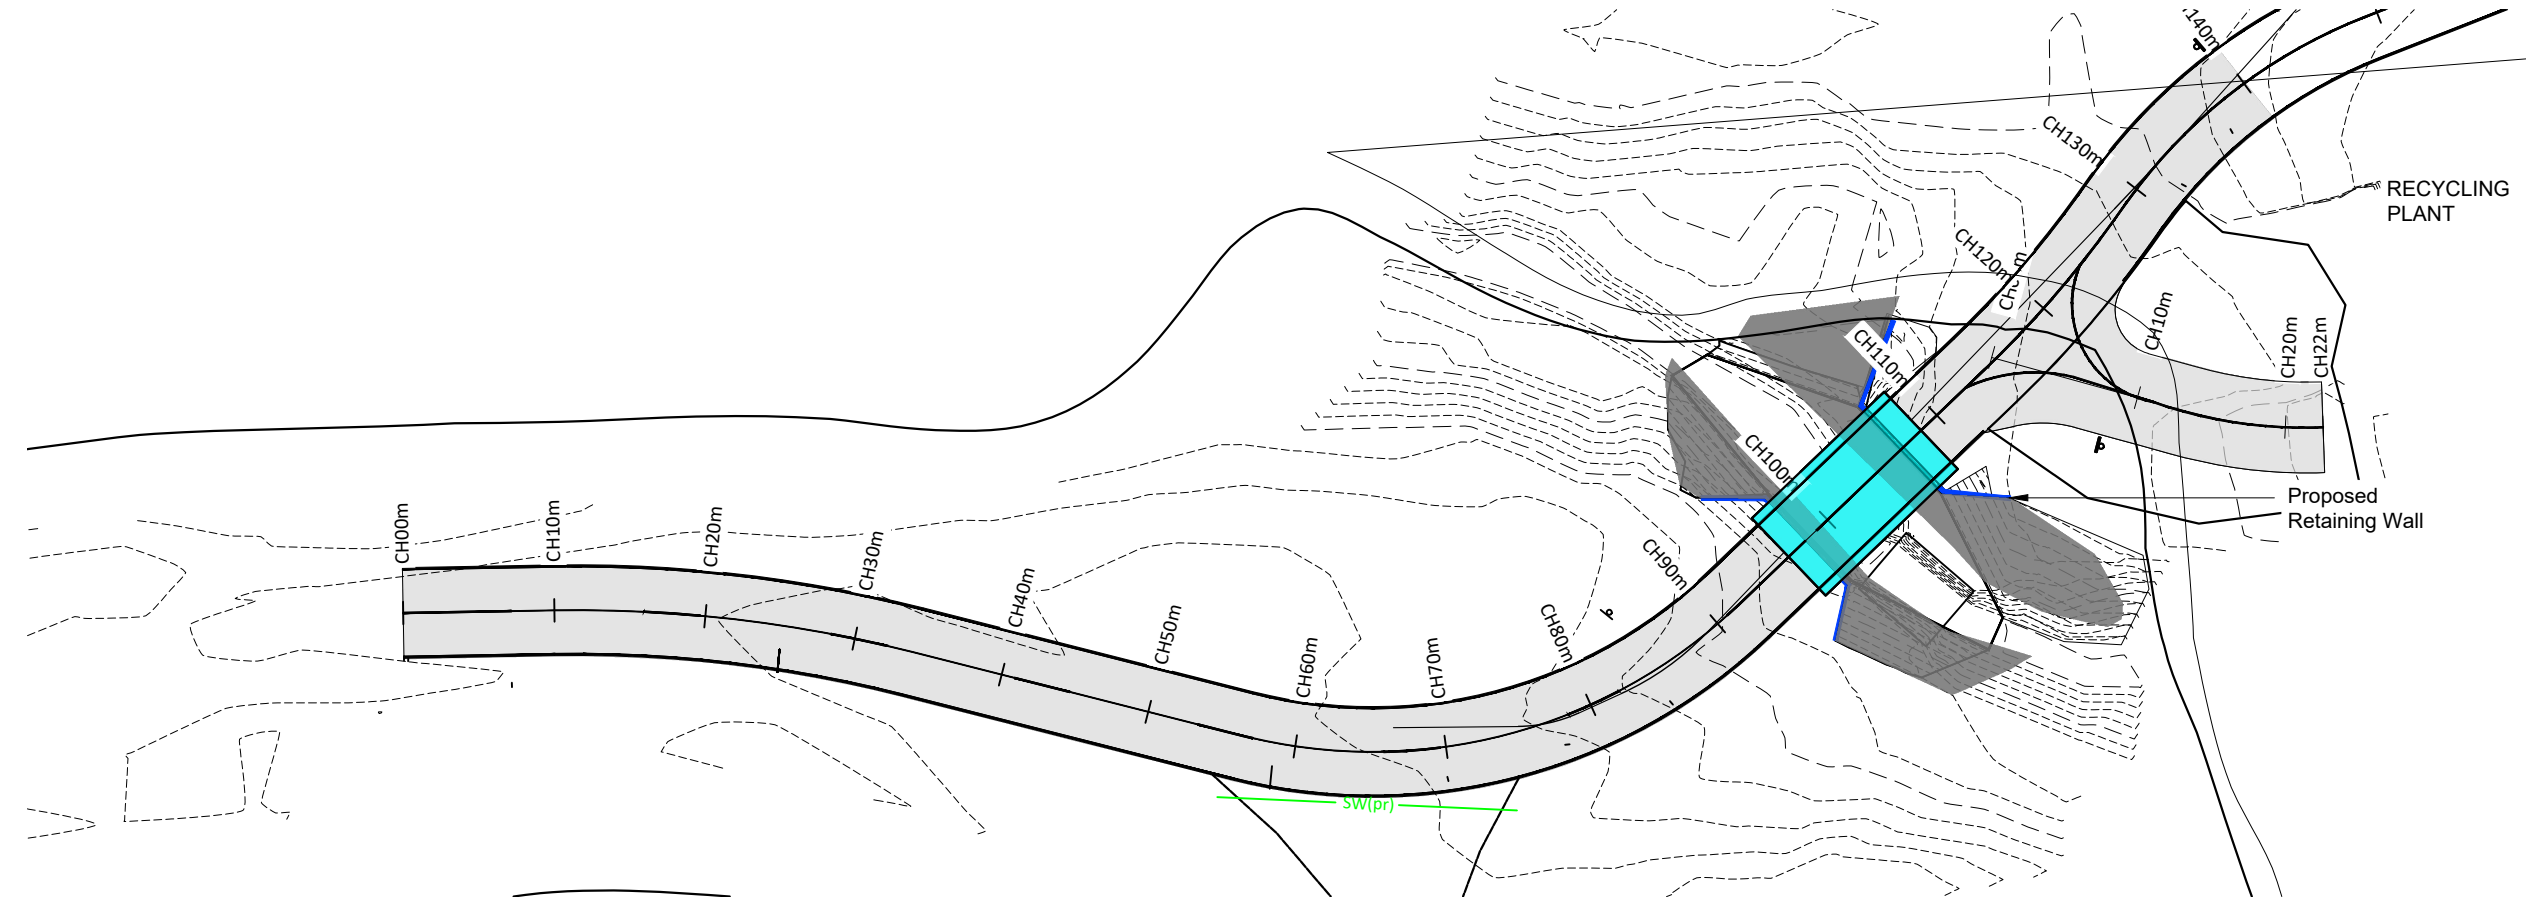 140m
CH130m
RECYCLING
PLANT
CH120m
CH10m
CH110m
CH20m
CH22m
CH100m
Proposed
Retaining Wall
CH00m
CH10m
CH20m
CH30m
CH40m
CH50m
CH60m
CH70m
CH80m
CH90m
SW(pr)